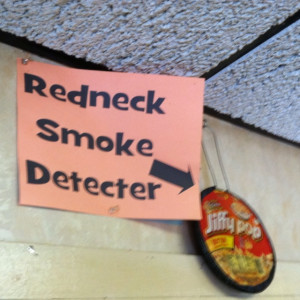 Redneck
Smoke
Detecter
Jiffy pop